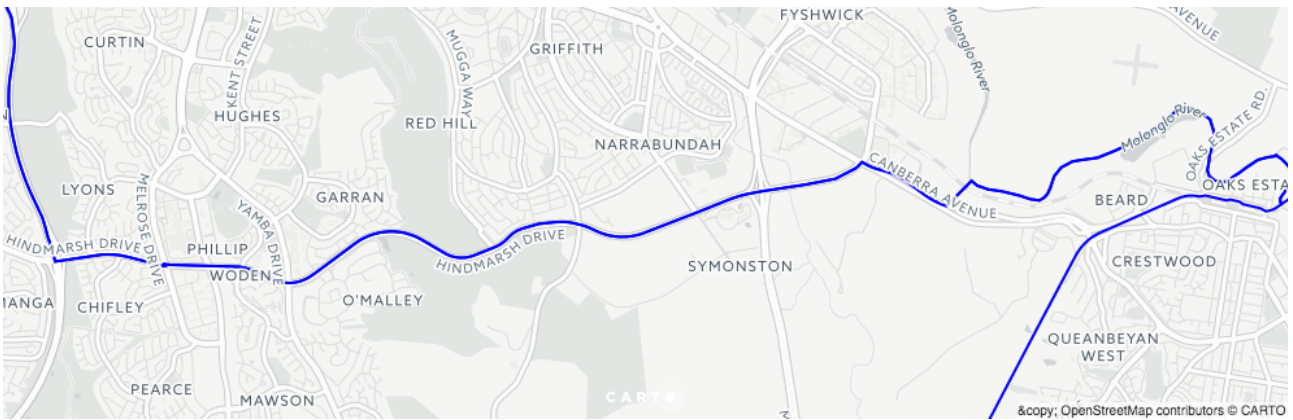 FYSHWICK
AVENUE
CURTIN
KENT STREET
MUGGA WAY
GRIFFITH
Molonglo River
HUGHES
RED HILL
NARRABUNDAH
Molonglo River
OAKS ESTATE RD.
CANBERRA AVENUE
LYONS
MELROSE DRIVE
GARRAN
YAMBA DRIVE
BEARD
OAKS ESTA
HINDMARSH DRIVE
PHILLIP
WODEN
HINDMARSH DRIVE
SYMONSTON
CRESTWOOD
MANGA
CHIFLEY
O'MALLEY
QUEANBEYAN
WEST
PEARCE
MAWSON
CARTO
&copy; OpenStreetMap contributors © CARTO